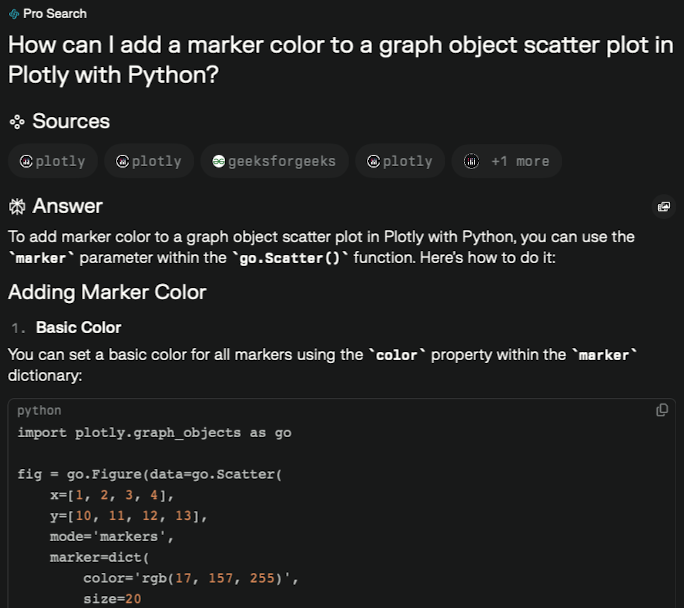 Pro Search
How can I add a marker color to a graph object scatter plot in
Plotly with Python?
Sources
plotly
plotly
geeksforgeeks
plotly
+1 more
Answer
To add marker color to a graph object scatter plot in Plotly with Python, you can use the
`marker` parameter within the `go.Scatter()` function. Here's how to do it:
Adding Marker Color
1. Basic Color
You can set a basic color for all markers using the `color` property within the `marker`
dictionary:
python
import plotly.graph_objects as go
fig = go.Figure(data=go.Scatter(
    x=[1, 2, 3, 4],
    y=[10, 11, 12, 13],
    mode='markers',
    marker=dict(
        color='rgb(17, 157, 255)',
        size=20